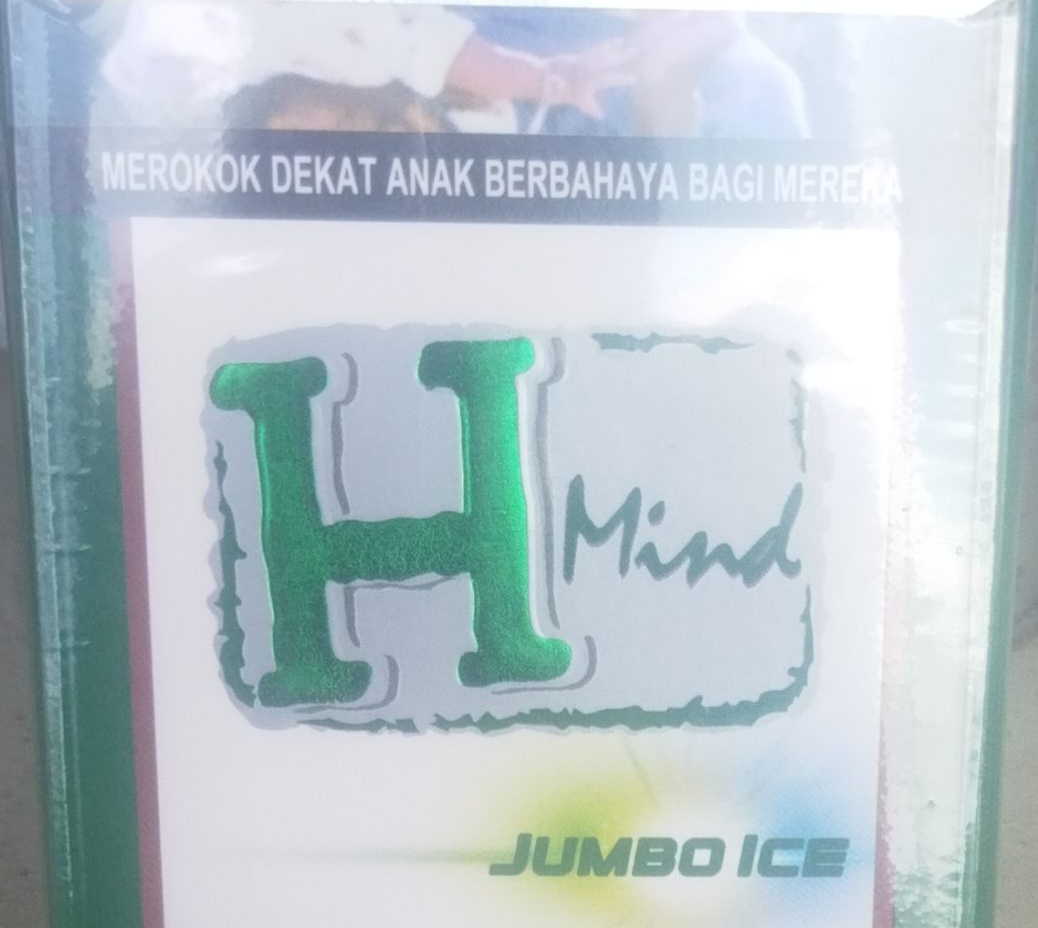 MEROKOK DEKAT ANAK BERBAHAYA BAGI MEREKA
H Mind
JUMBO ICE